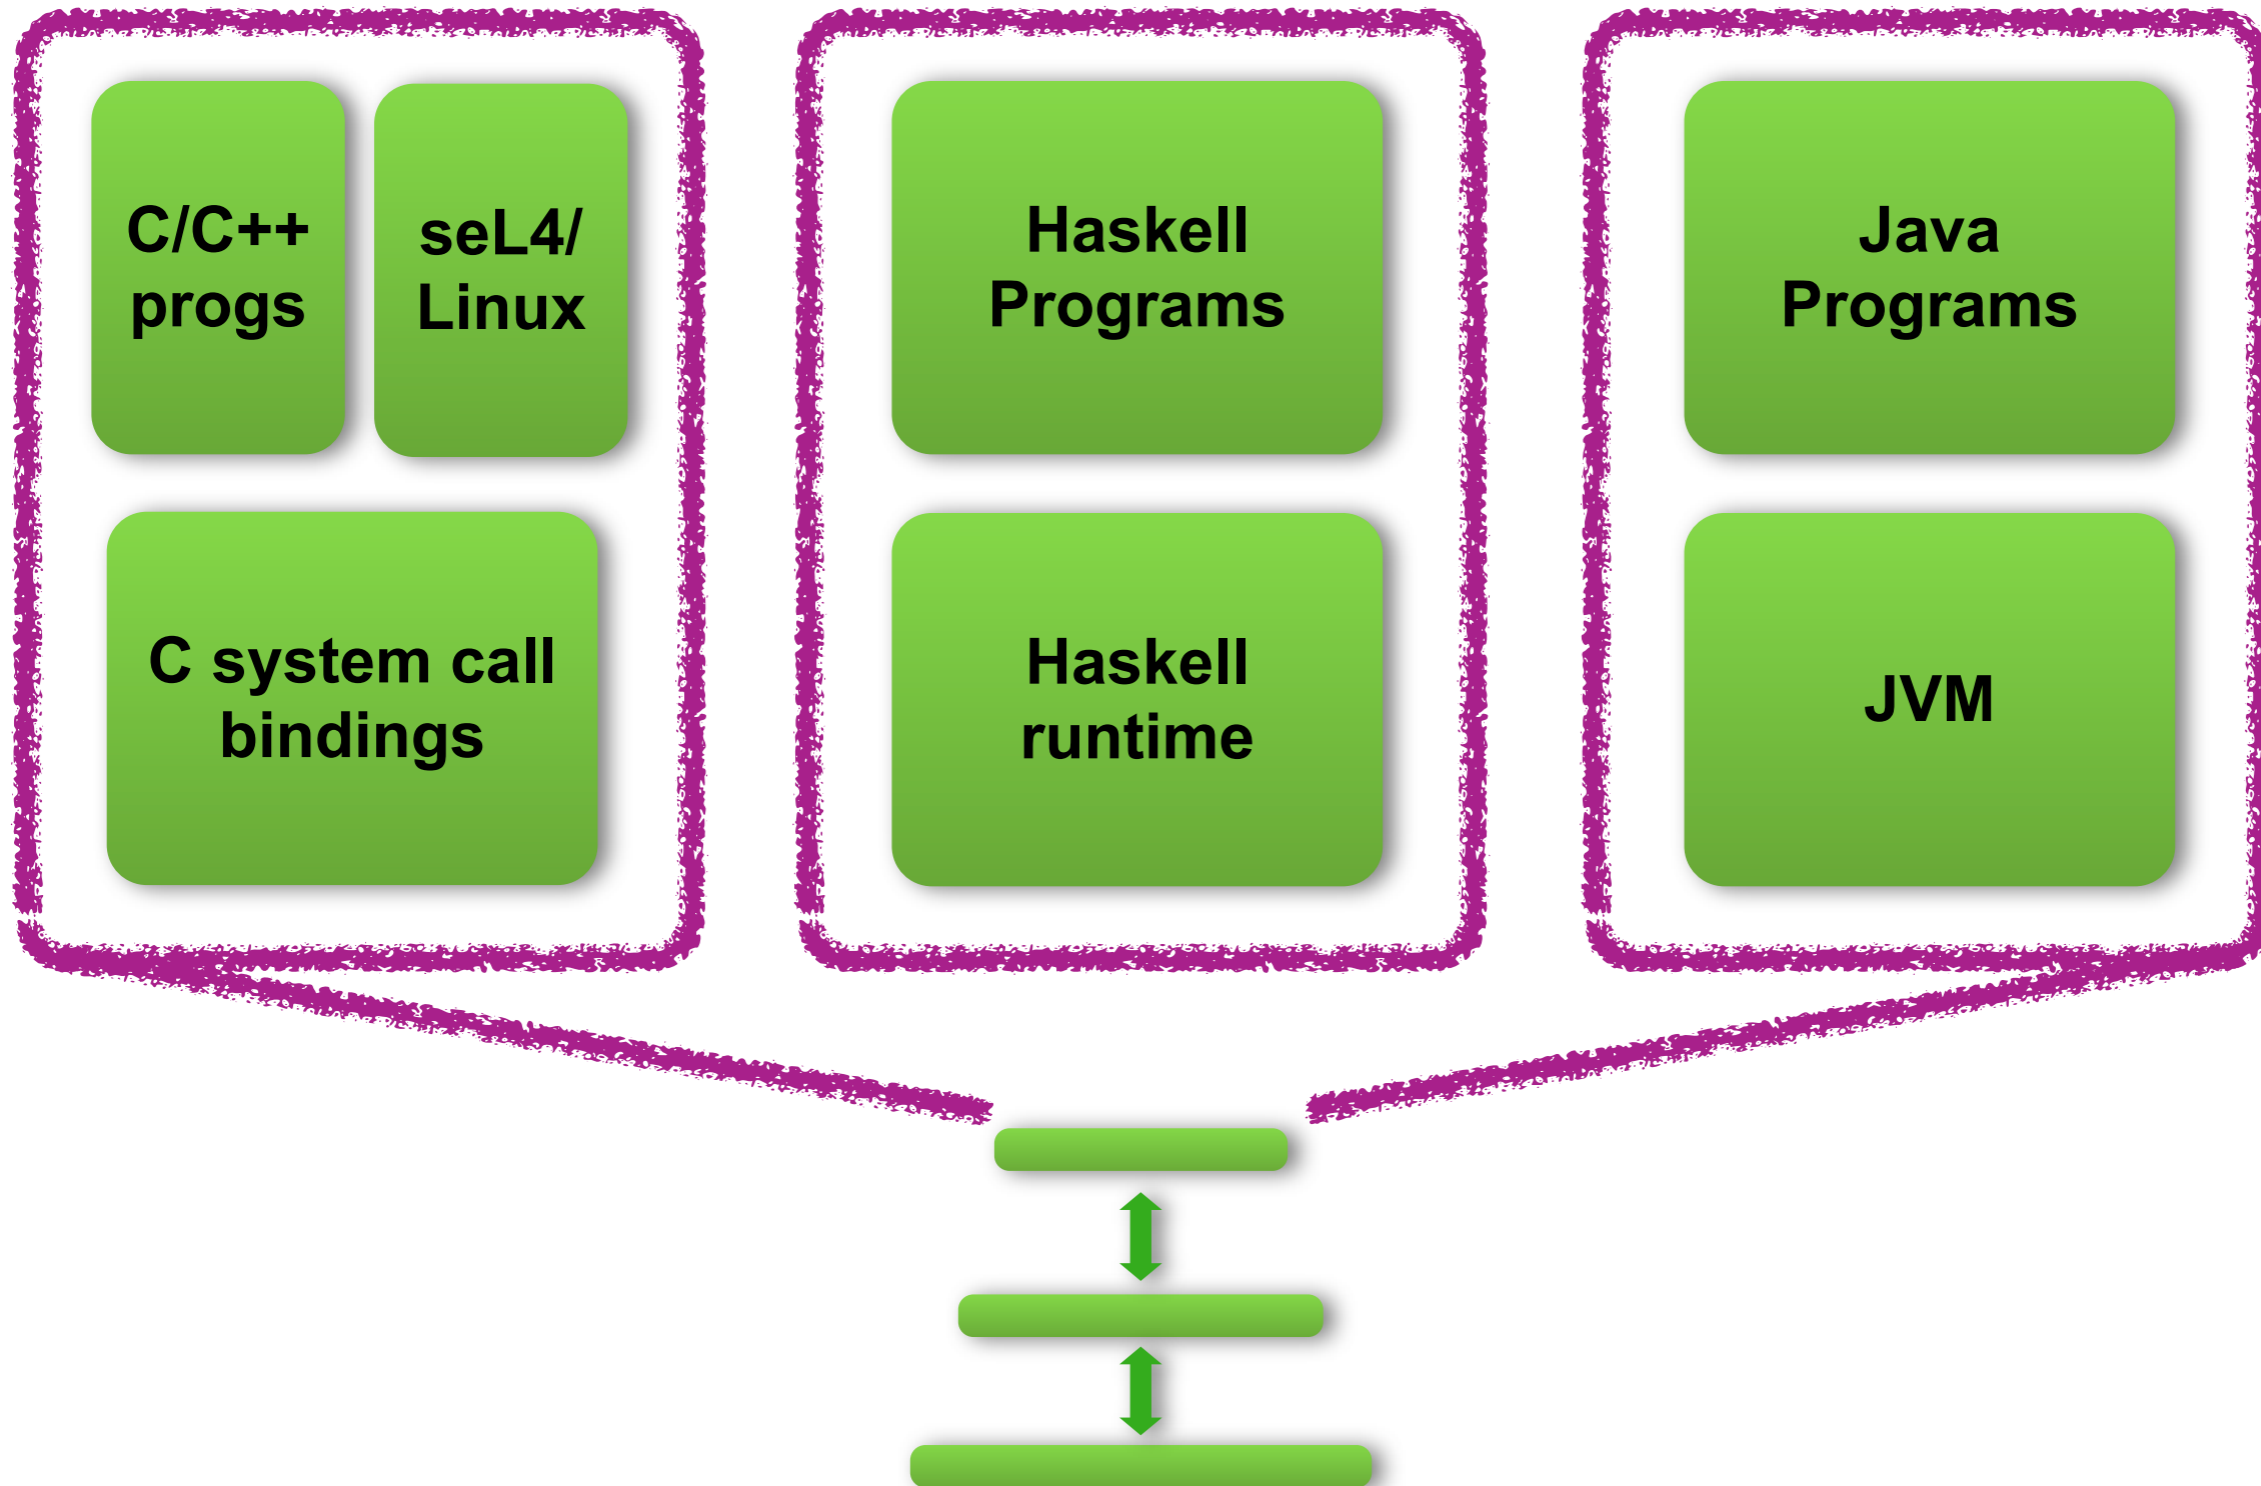 C/C++
progs
seL4/
Linux
Haskell
Programs
Java
Programs
C system call
bindings
Haskell
runtime
JVM